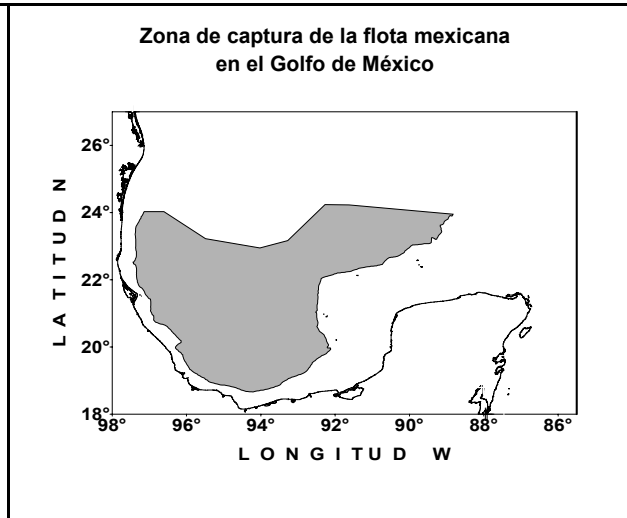 Zona de captura de la flota mexicana
en el Golfo de México
26°
24°
22°
20°
18°
L A T I T U D N
98° 96° 94° 92° 90° 88° 86°
L O N G I T U D W